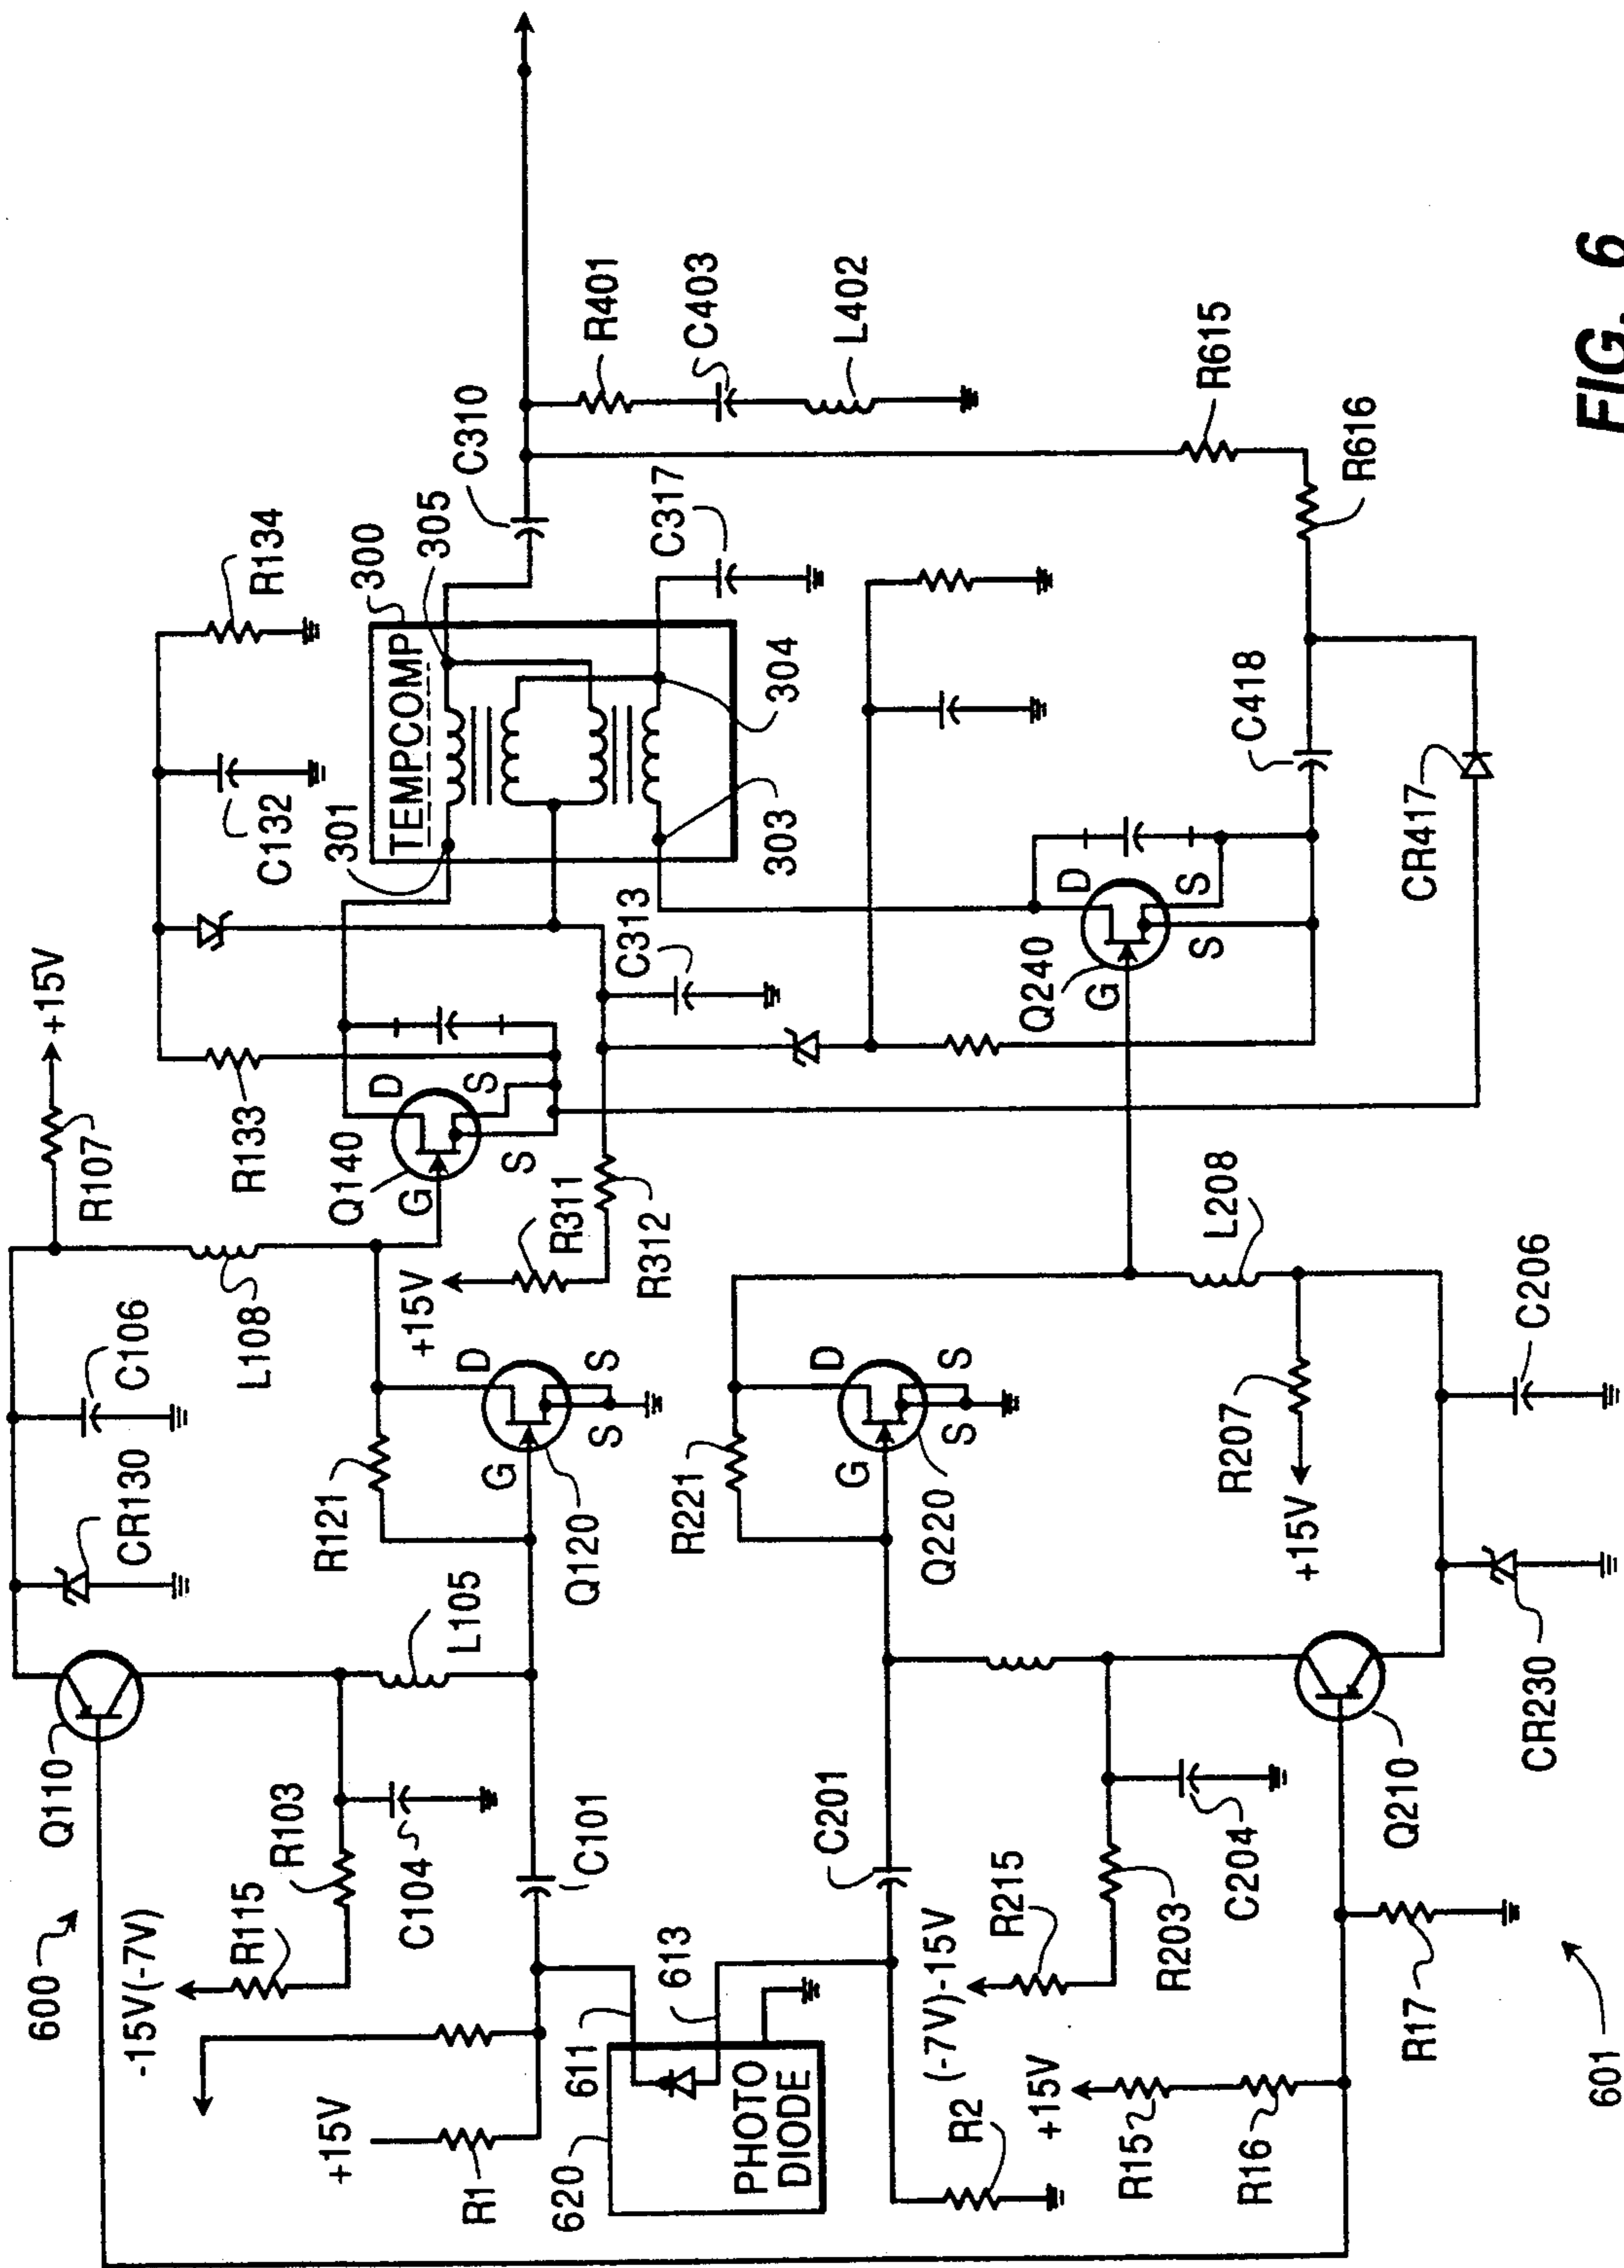 600
Q110
CR130
C106
R107
+15V
R134
C132
R133
-15V(-7V)
R115
R103
C104
L105
L108
R121
Q140
G
D
S
S
301
TEMPCOMP
300
305
C310
+15V
R1
C101
Q120
G
D
S
S
+15V
R311
R312
C313
303
304
C317
R401
C403
L402
611
613
620
PHOTO
DIODE
C201
R221
Q220
G
D
S
S
Q240
G
D
S
S
C418
R615
R616
CR417
R2
(-7V)-15V
R215
R203
C204
+15V
R15
R16
R17
Q210
R207
+15V
L208
CR230
C206
601
FIG. 6